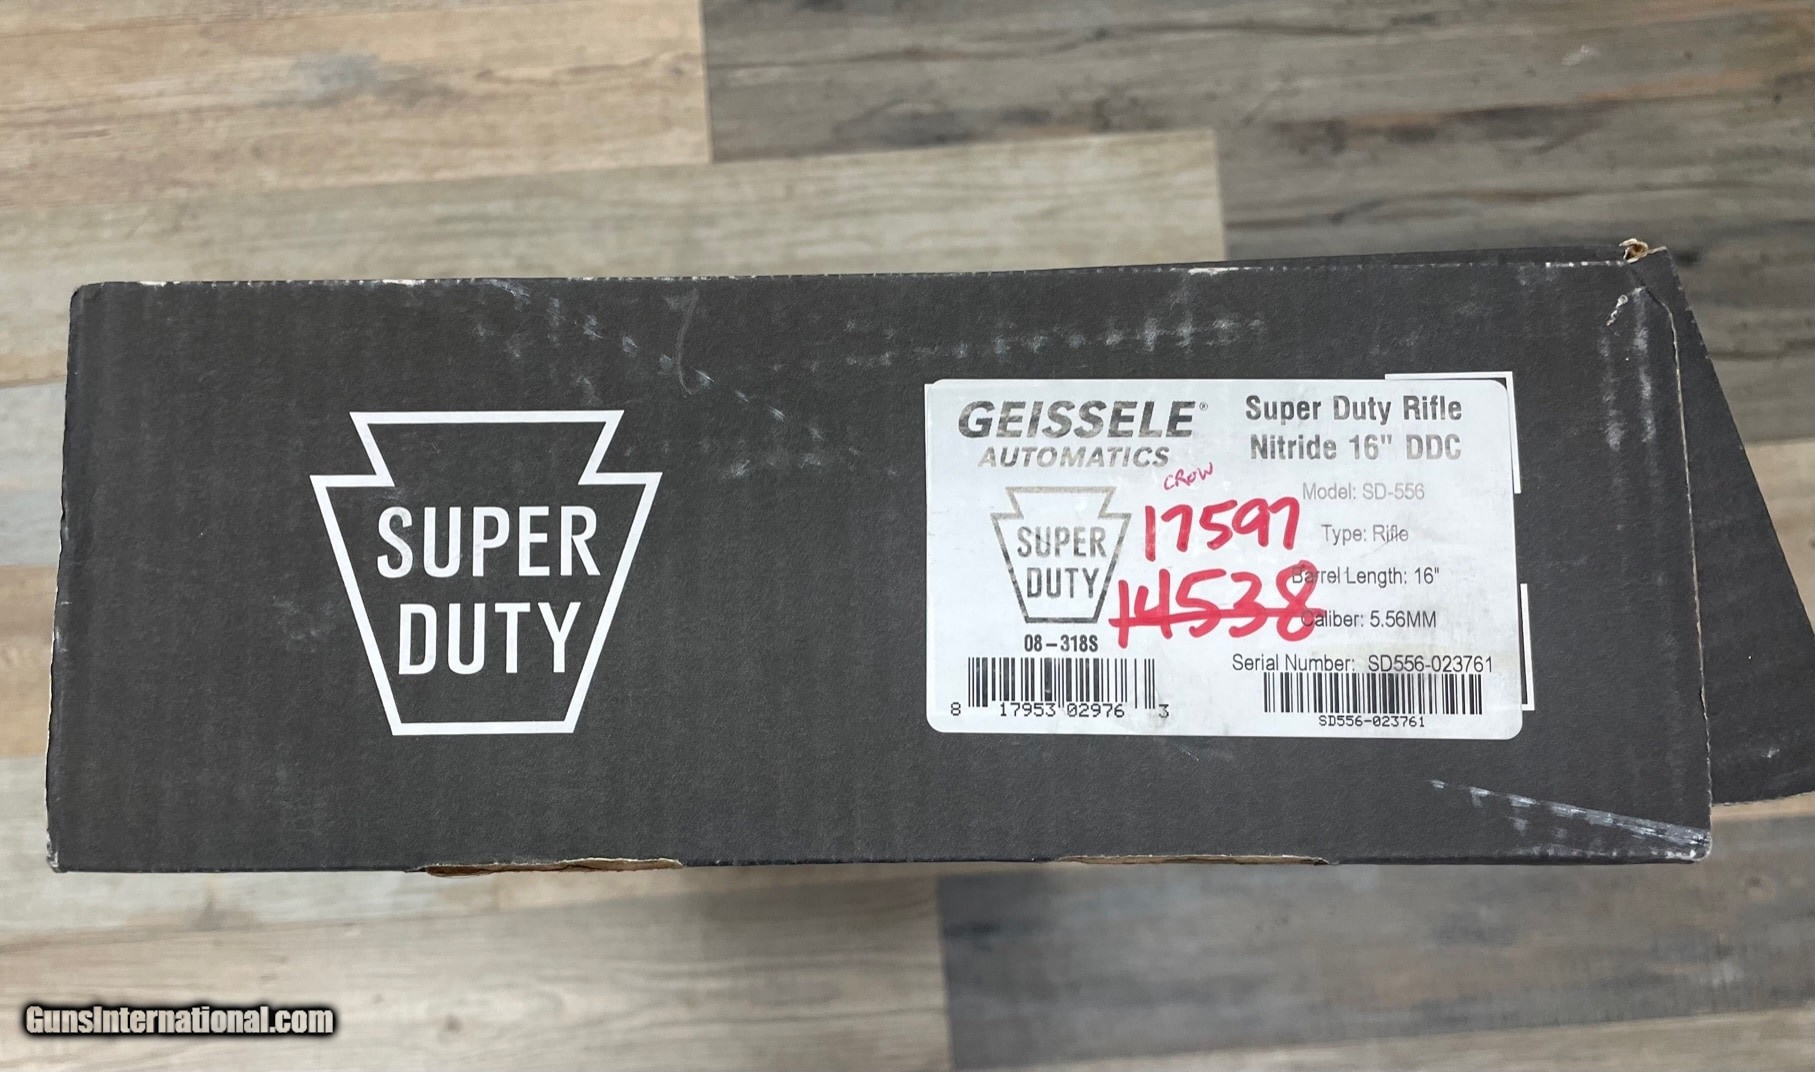 SUPER
DUTY
GEISSELE®
AUTOMATICS
Super Duty Rifle
Nitride 16" DDC
CROW
17597
14538
Model: SD-556
Type: Rifle
Barrel Length: 16"
Caliber: 5.56MM
SUPER
DUTY
08-318S
8 17953 02976 3
Serial Number: SD556-023761
SD556-023761
GunsInternational.com